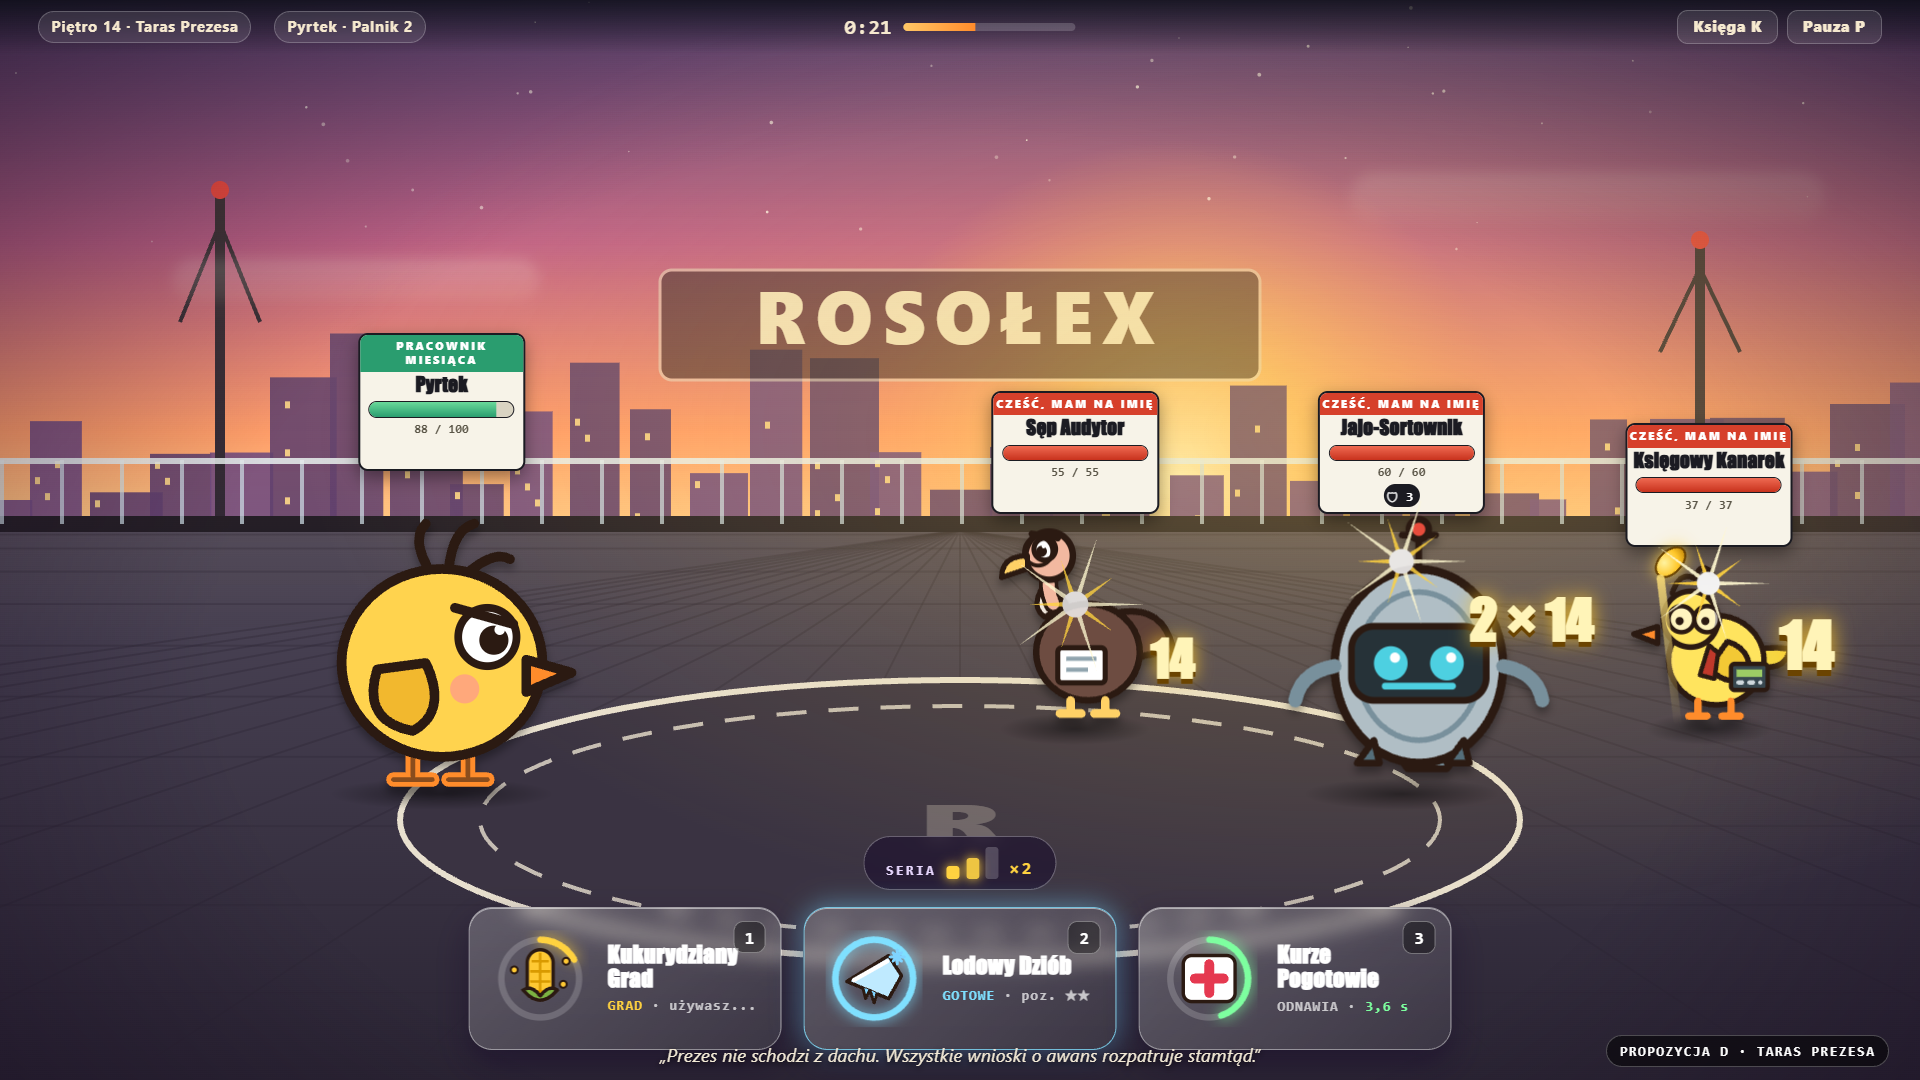 Piętro 14 · Taras Prezesa
Pyrtek · Palnik 2
0:21
Księga K
Pauza P
ROSOŁEX
PRACOWNIK
MIESIĄCA
Pyrtek
88 / 100
CZEŚĆ, MAM NA IMIĘ
Sęp Audytor
55 / 55
CZEŚĆ, MAM NA IMIĘ
Jajo-Sortownik
60 / 60
3
CZEŚĆ, MAM NA IMIĘ
Księgowy Kanarek
37 / 37
14
2 × 14
14
R
SERIA ×2
1
Kukurydziany
Grad
GRAD · używasz...
2
Lodowy Dziób
GOTOWE · poz. ★★
3
Kurze
Pogotowie
ODNAWIA · 3,6 s
„Prezes nie schodzi z dachu. Wszystkie wnioski o awans rozpatruje stamtąd.”
PROPOZYCJA D · TARAS PREZESA